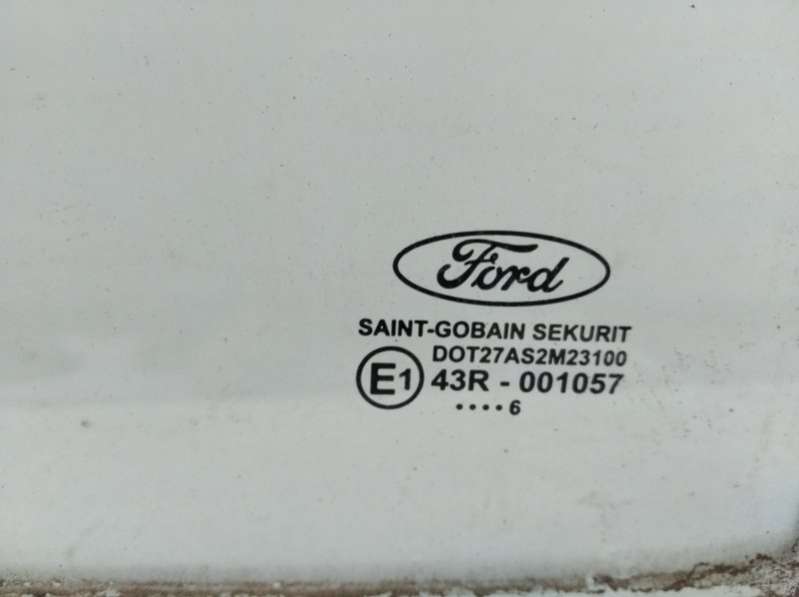 Ford
SAINT-GOBAIN SEKURIT
DOT27AS2M23100
E1 43R - 001057
····6